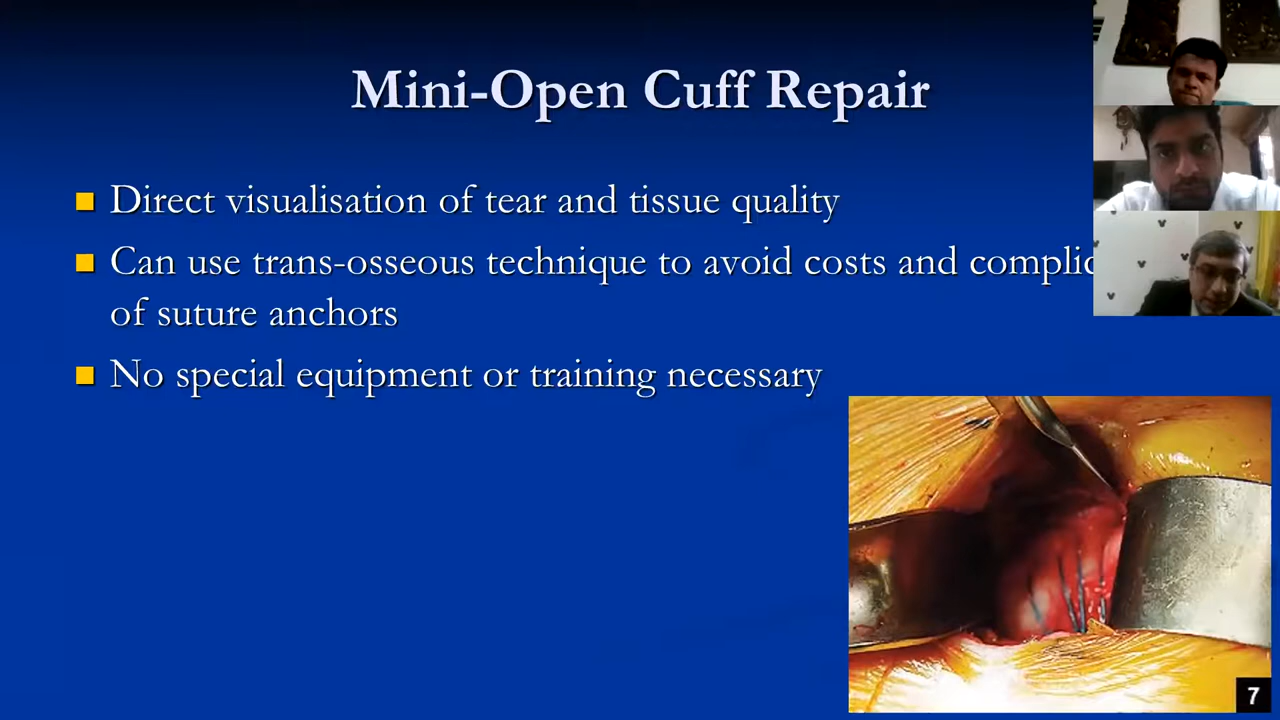 Mini-Open Cuff Repair
Direct visualisation of tear and tissue quality
Can use trans-osseous technique to avoid costs and
of suture anchors
No special equipment or training necessary
7